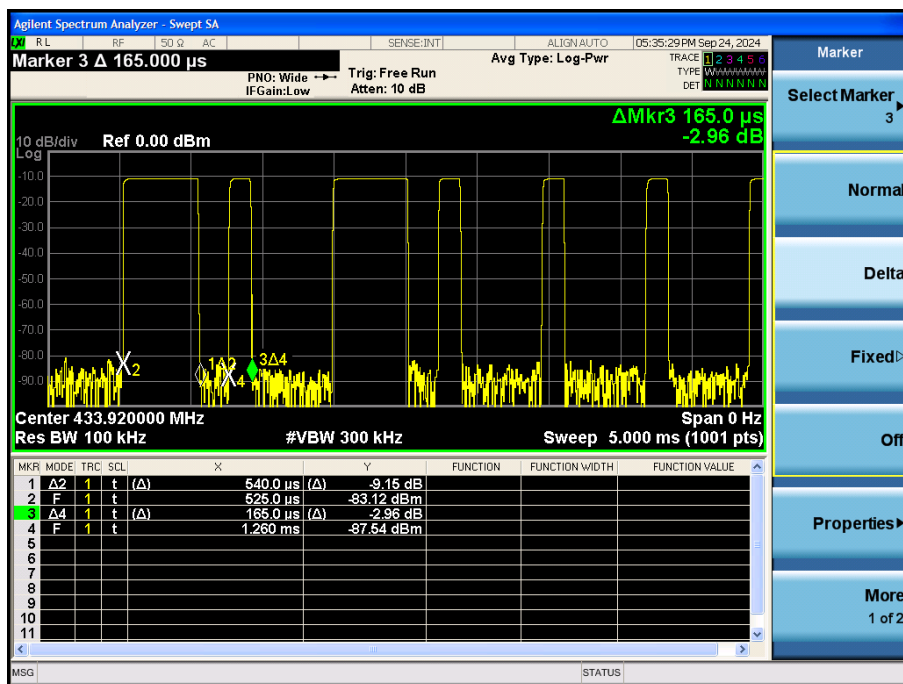 Agilent Spectrum Analyzer - Swept SA
LXI RL RF 50 Ω AC SENSE:INT ALIGNAUTO 05:35:29 PM Sep 24, 2024
Marker 3 Δ 165.000 µs
PNO: Wide
IFGain:Low
Trig: Free Run
Atten: 10 dB
Avg Type: Log-Pwr
TRACE 1 2 3 4 5 6
TYPE WWWWWWW
DET N N N N N N
ΔMkr3 165.0 µs
-2.96 dB
10 dB/div Ref 0.00 dBm
Log
-10.0
-20.0
-30.0
-40.0
-50.0
-60.0
-70.0
-80.0
-90.0
2 1Δ2 4 3Δ4
Center 433.920000 MHz Span 0 Hz
Res BW 100 kHz #VBW 300 kHz Sweep 5.000 ms (1001 pts)
MKR MODE TRC SCL X Y FUNCTION FUNCTION WIDTH FUNCTION VALUE
1 Δ2 1 t (Δ) 540.0 µs (Δ) -9.15 dB
2 F 1 t 525.0 µs -83.12 dBm
3 Δ4 1 t (Δ) 165.0 µs (Δ) -2.96 dB
4 F 1 t 1.260 ms -87.54 dBm
5
6
7
8
9
10
11
MSG STATUS
Marker
Select Marker
3
Normal
Delta
Fixed
Off
Properties
More
1 of 2